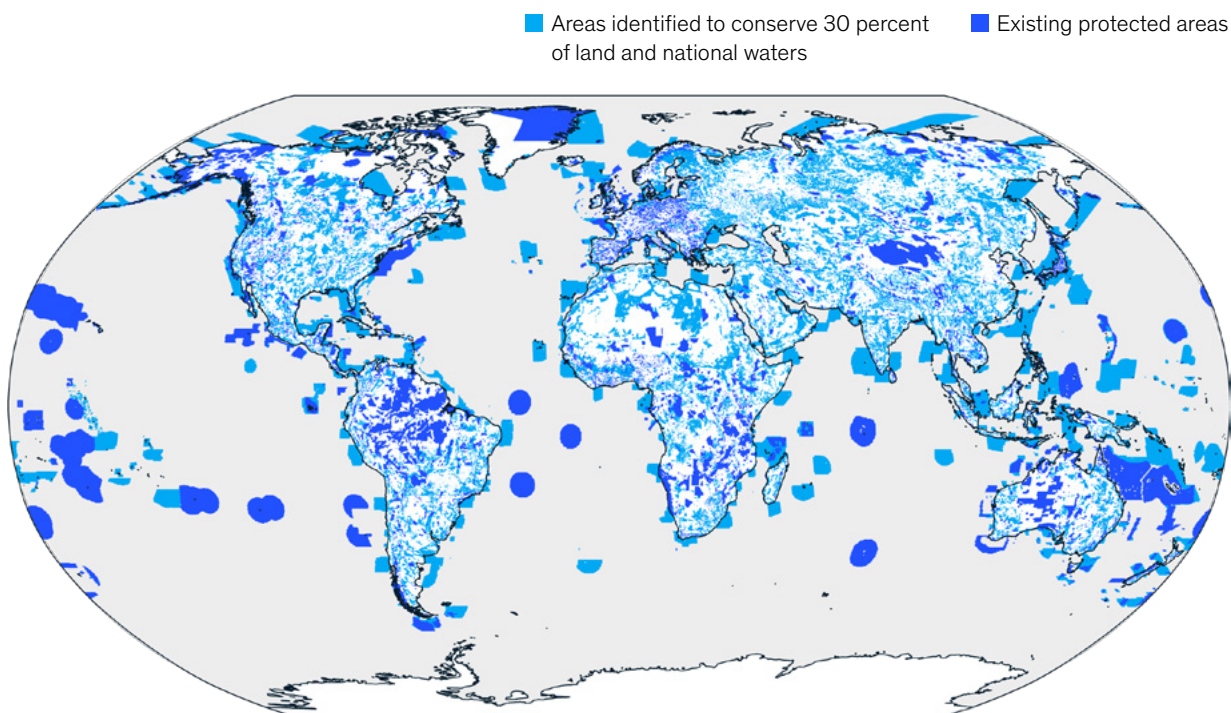 Areas identified to conserve 30 percent
of land and national waters
Existing protected areas